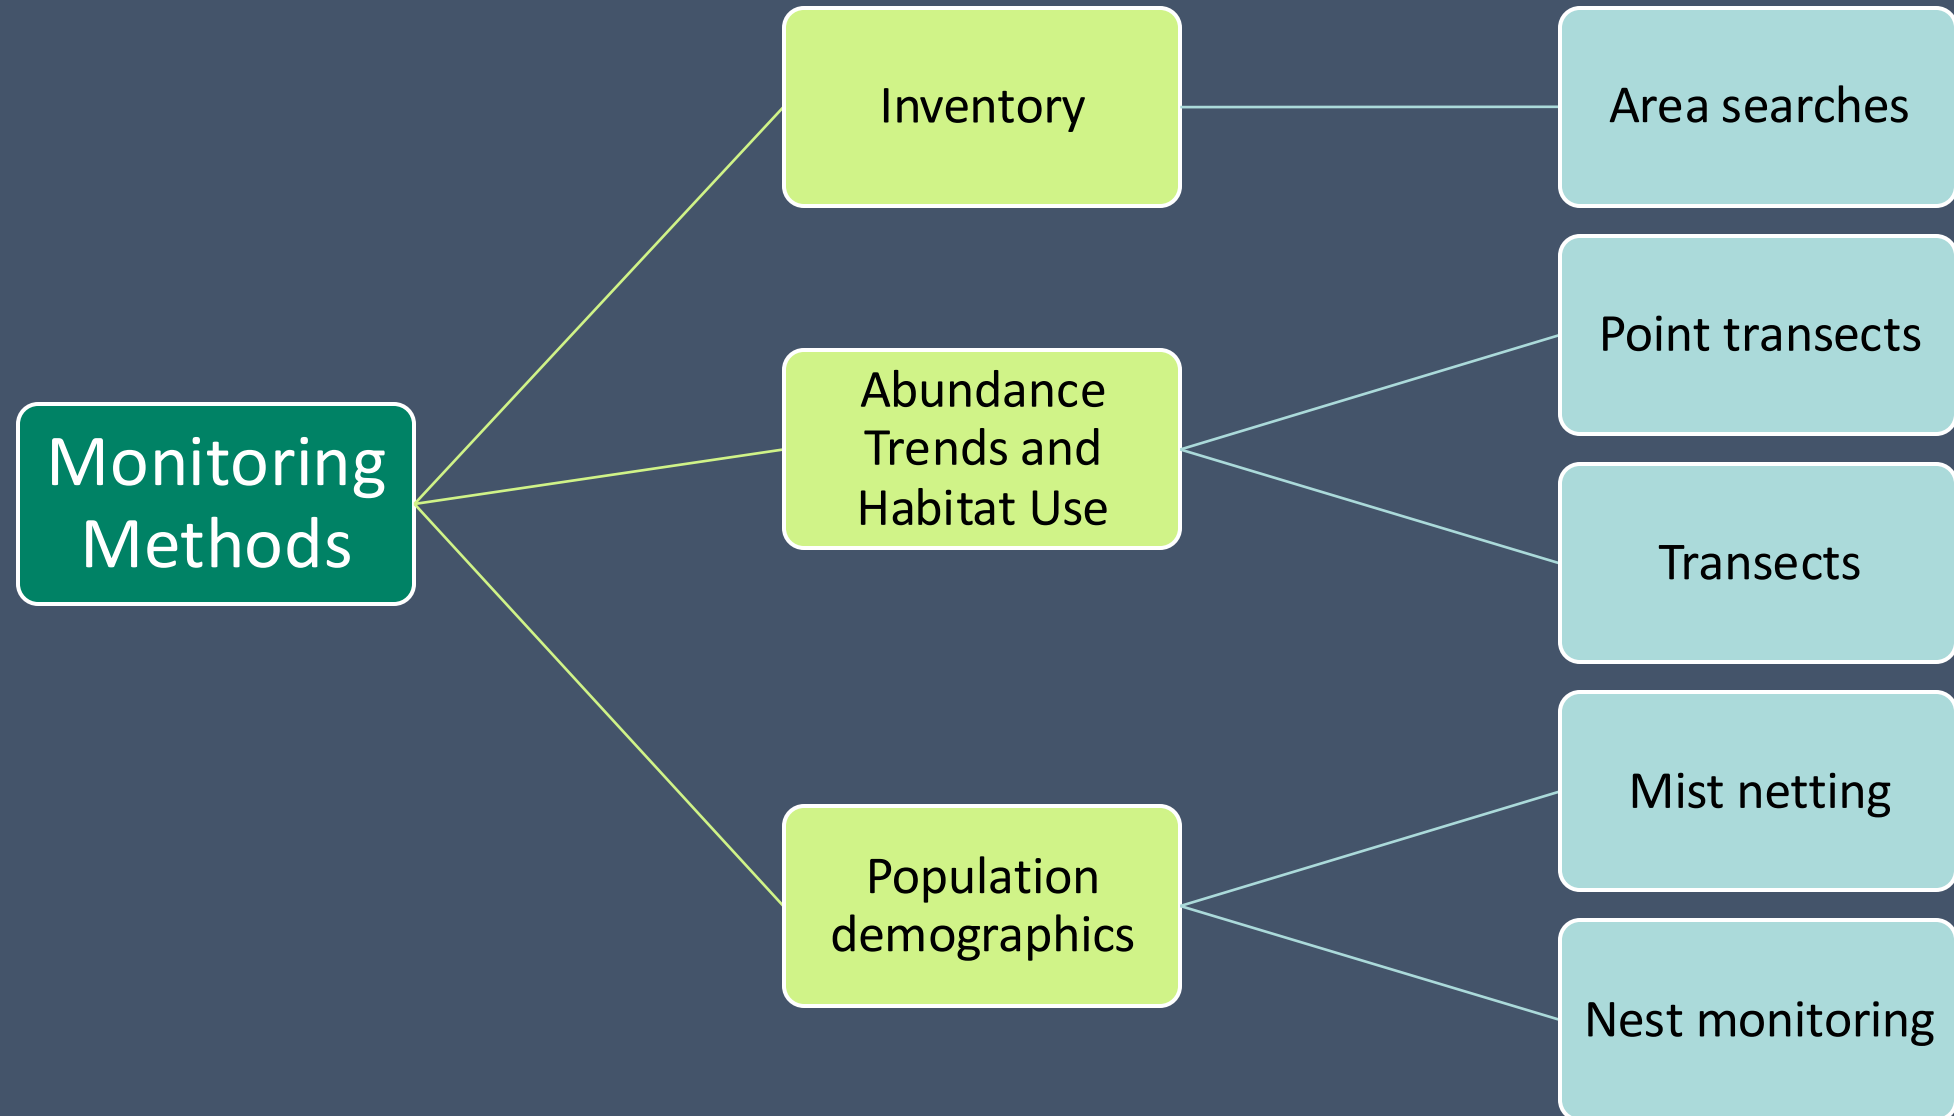 Monitoring
Methods
Inventory
Abundance
Trends and
Habitat Use
Population
demographics
Area searches
Point transects
Transects
Mist netting
Nest monitoring